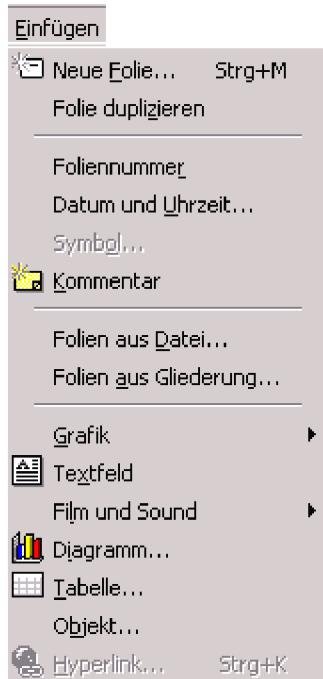 Einfügen
Neue Folie... Strg+M
Folie duplizieren
Foliennummer
Datum und Uhrzeit...
Symbol...
Kommentar
Folien aus Datei...
Folien aus Gliederung...
Grafik
Textfeld
Film und Sound
Diagramm...
Tabelle...
Objekt...
Hyperlink... Strg+K